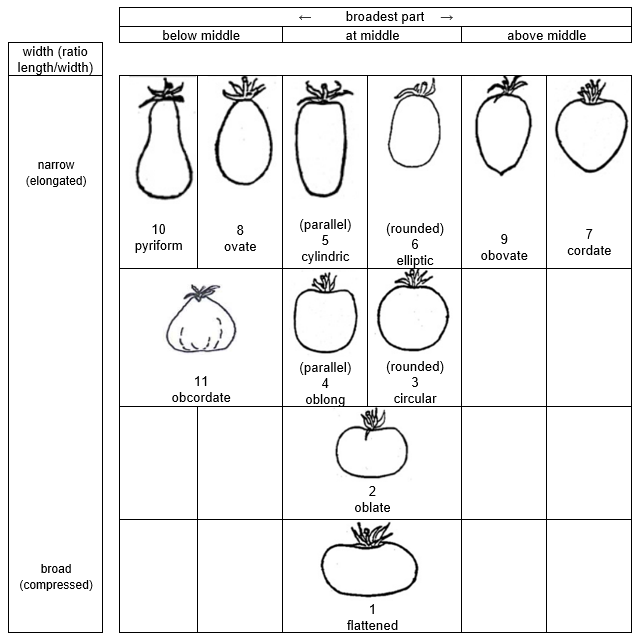 ← broadest part →
below middle at middle above middle
width (ratio
length/width)
narrow
(elongated)
10
pyriform
8
ovate
(parallel)
5
cylindric
(rounded)
6
elliptic
9
obovate
7
cordate
11
obcordate
(parallel)
4
oblong
(rounded)
3
circular
2
oblate
broad
(compressed)
1
flattened